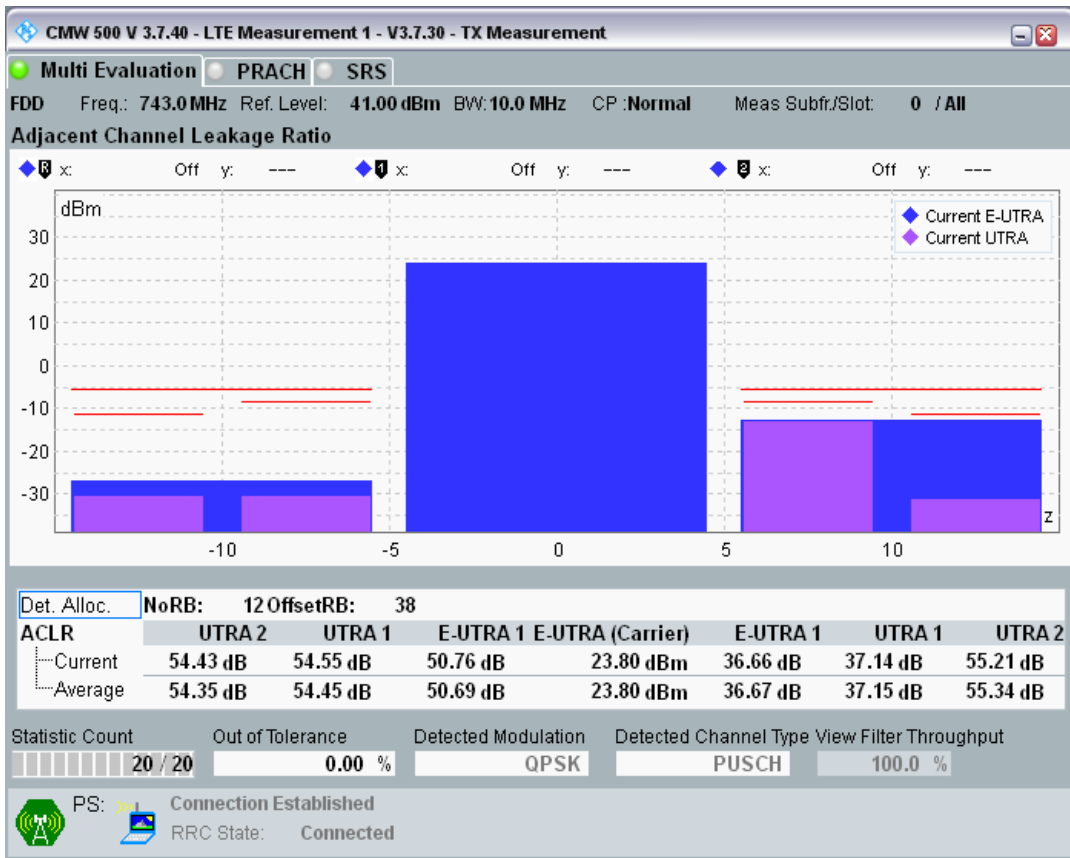 CMW 500 V 3.7.40 - LTE Measurement 1 - V3.7.30 - TX Measurement
Multi Evaluation PRACH SRS
FDD Freq.: 743.0 MHz Ref. Level: 41.00 dBm BW: 10.0 MHz CP :Normal Meas Subfr./Slot: 0 / All
Adjacent Channel Leakage Ratio
R x: Off y: --- 1 x: Off y: --- 2 x: Off y: ---
dBm
Current E-UTRA
Current UTRA
30
20
10
0
-10
-20
-30
z
-10 -5 0 5 10
Det. Alloc. NoRB: 12 OffsetRB: 38
ACLR UTRA 2 UTRA 1 E-UTRA 1 E-UTRA (Carrier) E-UTRA 1 UTRA 1 UTRA 2
Current 54.43 dB 54.55 dB 50.76 dB 23.80 dBm 36.66 dB 37.14 dB 55.21 dB
Average 54.35 dB 54.45 dB 50.69 dB 23.80 dBm 36.67 dB 37.15 dB 55.34 dB
Statistic Count Out of Tolerance Detected Modulation Detected Channel Type View Filter Throughput
20 / 20 0.00 % QPSK PUSCH 100.0 %
PS: Connection Established
RRC State: Connected